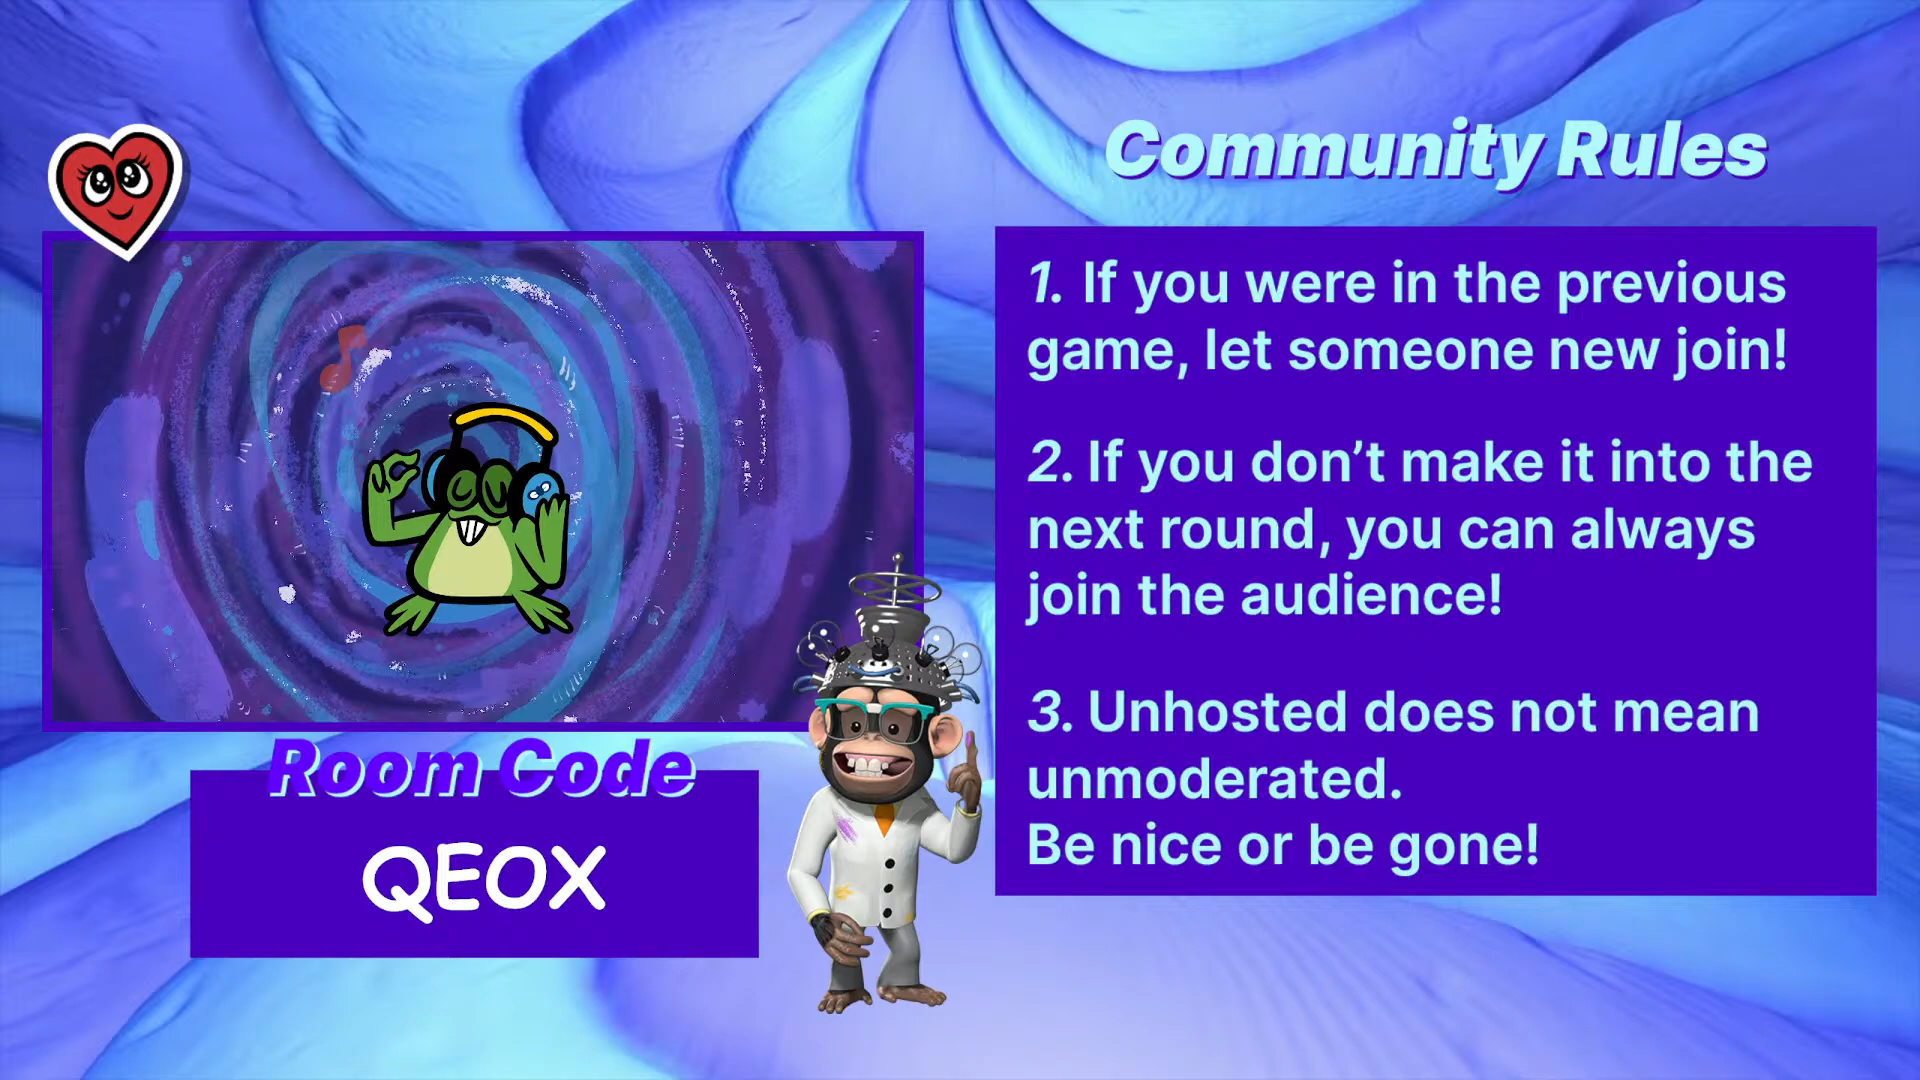 Community Rules
1. If you were in the previous
game, let someone new join!
2. If you don’t make it into the
next round, you can always
join the audience!
3. Unhosted does not mean
unmoderated.
Be nice or be gone!
Room Code
QEOX